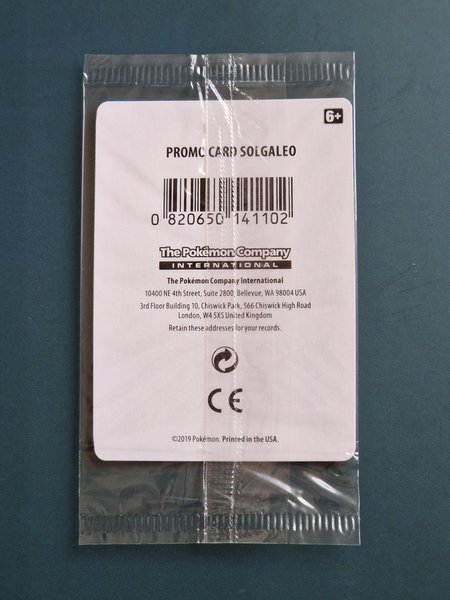 6+
PROMO CARD SOLGALEO
0 820650 141102
The Pokémon Company
INTERNATIONAL
The Pokémon Company International
10400 NE 4th Street, Suite 2800, Bellevue, WA 98004 USA
3rd Floor Building 10, Chiswick Park, 566 Chiswick High Road
London, W4 5XS United Kingdom
Retain these addresses for your records.
CE
©2019 Pokémon. Printed in the USA.